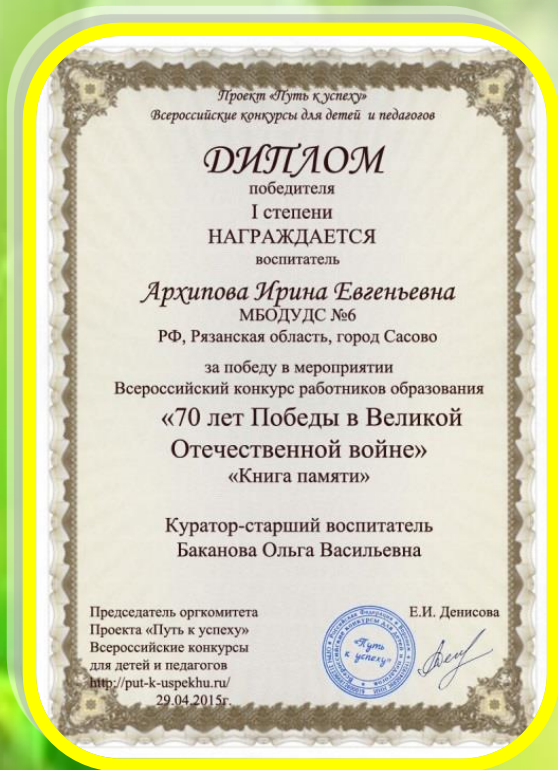 Проект «Путь к успеху»
Всероссийские конкурсы для детей и педагогов
ДИПЛОМ
победителя
I степени
НАГРАЖДАЕТСЯ
воспитатель
Архипова Ирина Евгеньевна
МБОДУДС №6
РФ, Рязанская область, город Сасово
за победу в мероприятии
Всероссийский конкурс работников образования
«70 лет Победы в Великой
Отечественной войне»
«Книга памяти»
Куратор-старший воспитатель
Баканова Ольга Васильевна
Председатель оргкомитета
Проекта «Путь к успеху»
Всероссийские конкурсы
для детей и педагогов
http://put-k-uspekhu.ru/
29.04.2015г.
«Путь
к успеху»
Е.И. Денисова